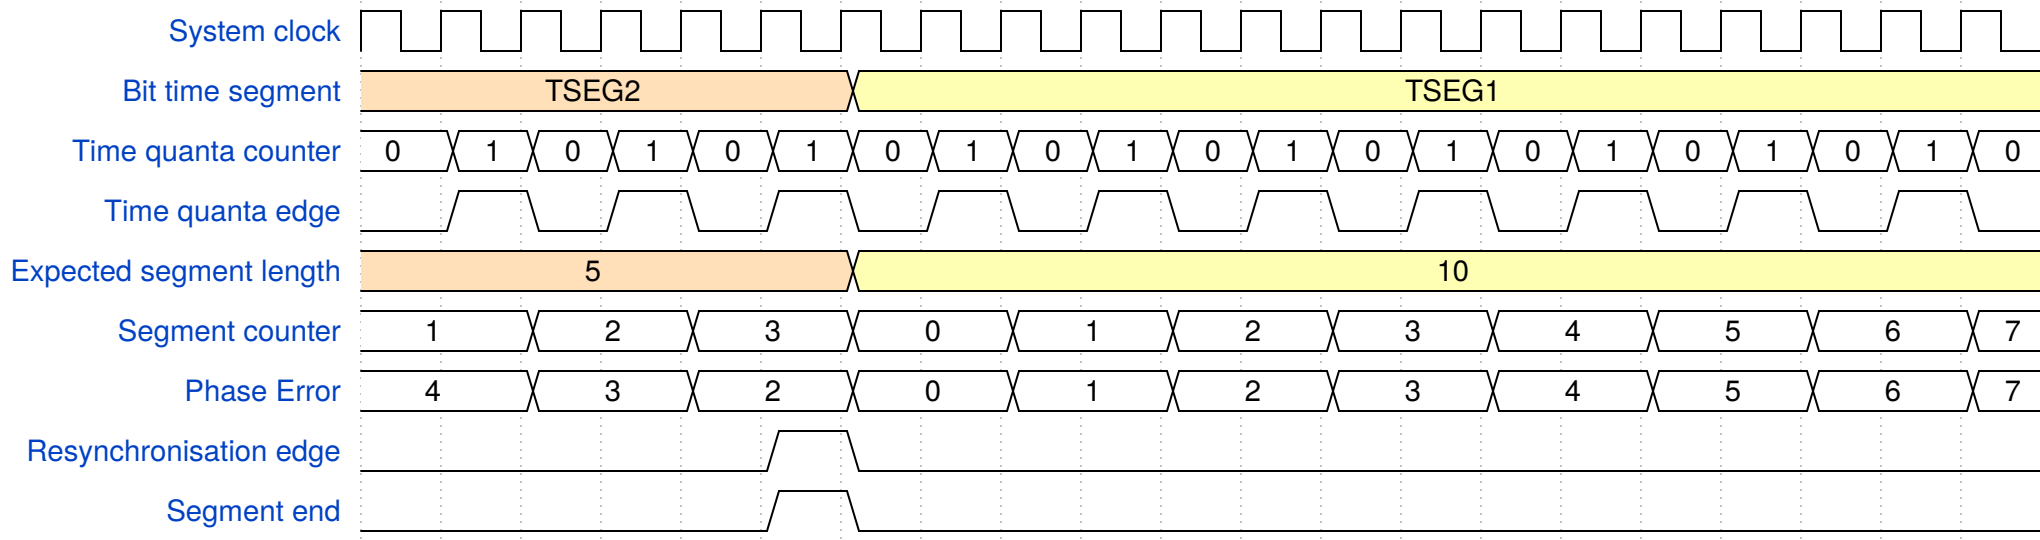 System clock
Bit time segment TSEG2 TSEG1
Time quanta counter 0 1 0 1 0 1 0 1 0 1 0 1 0 1 0 1 0 1 0 1 0
Time quanta edge
Expected segment length 5 10
Segment counter 1 2 3 0 1 2 3 4 5 6 7
Phase Error 4 3 2 0 1 2 3 4 5 6 7
Resynchronisation edge
Segment end